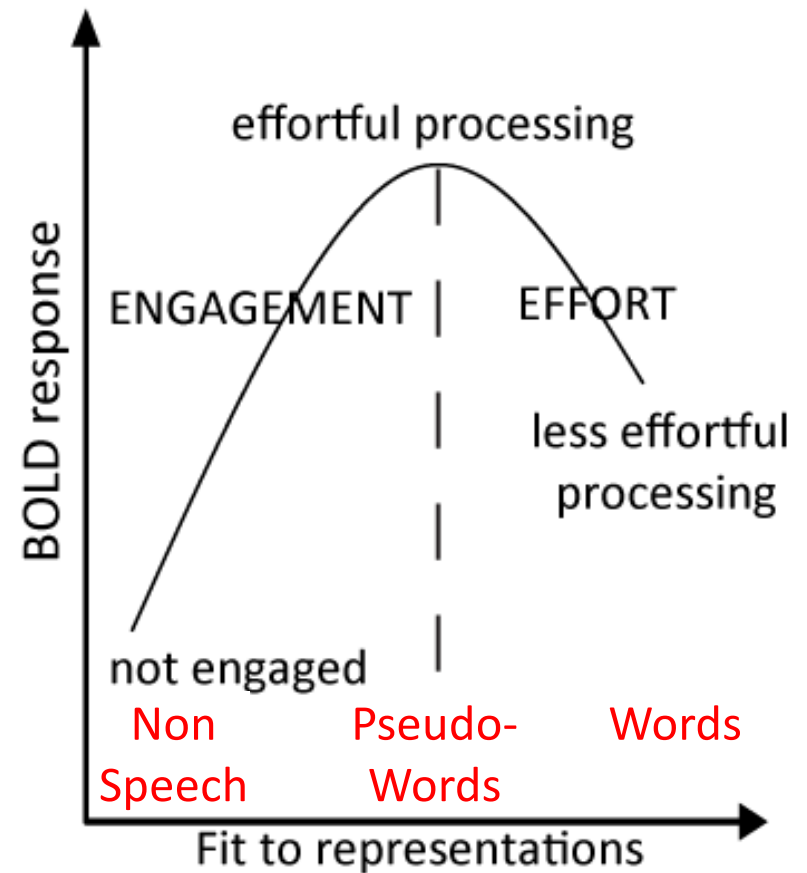 effortful processing
ENGAGEMENT
EFFORT
BOLD response
less effortful
processing
not engaged
Non
Speech
Pseudo-
Words
Words
Fit to representations